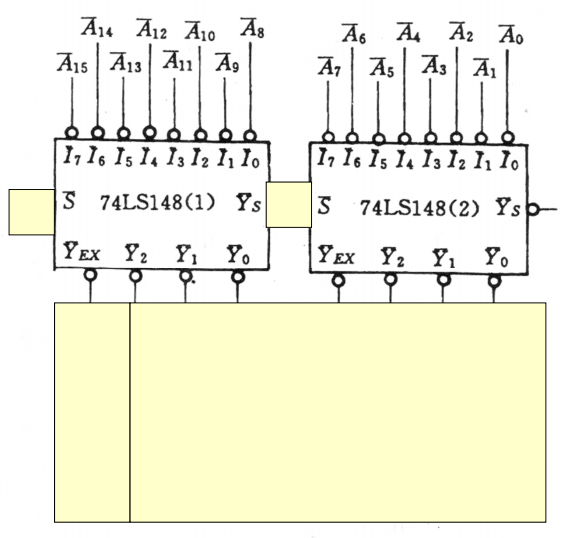 A̅14 A̅12 A̅10 A̅8
A̅15 A̅13 A̅11 A̅9
I̅7 I̅6 I̅5 I̅4 I̅3 I̅2 I̅1 I̅0
S̅ 74LS148(1) Y̅S
Y̅EX Y̅2 Y̅1 Y̅0
A̅6 A̅4 A̅2 A̅0
A̅7 A̅5 A̅3 A̅1
I̅7 I̅6 I̅5 I̅4 I̅3 I̅2 I̅1 I̅0
S̅ 74LS148(2) Y̅S
Y̅EX Y̅2 Y̅1 Y̅0